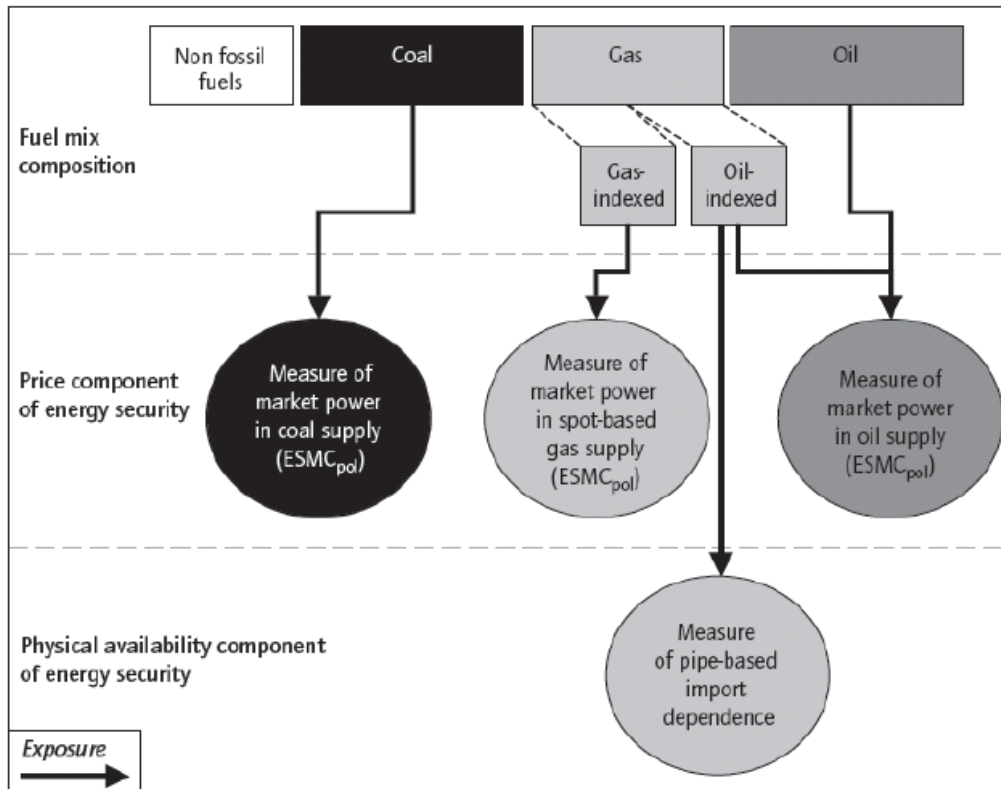 Non fossil
fuels
Coal
Gas
Oil
Fuel mix
composition
Gas-
indexed
Oil-
indexed
Price component
of energy security
Measure of
market power
in coal supply
(ESMCpol)
Measure of
market power
in spot-based
gas supply
(ESMCpol)
Measure of
market power
in oil supply
(ESMCpol)
Physical availability component
of energy security
Measure
of pipe-based
import
dependence
Exposure